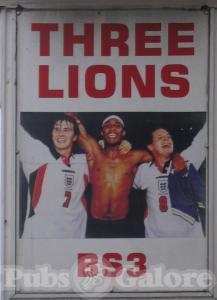 THREE
LIONS
7
8
BS3
Pubs Galore